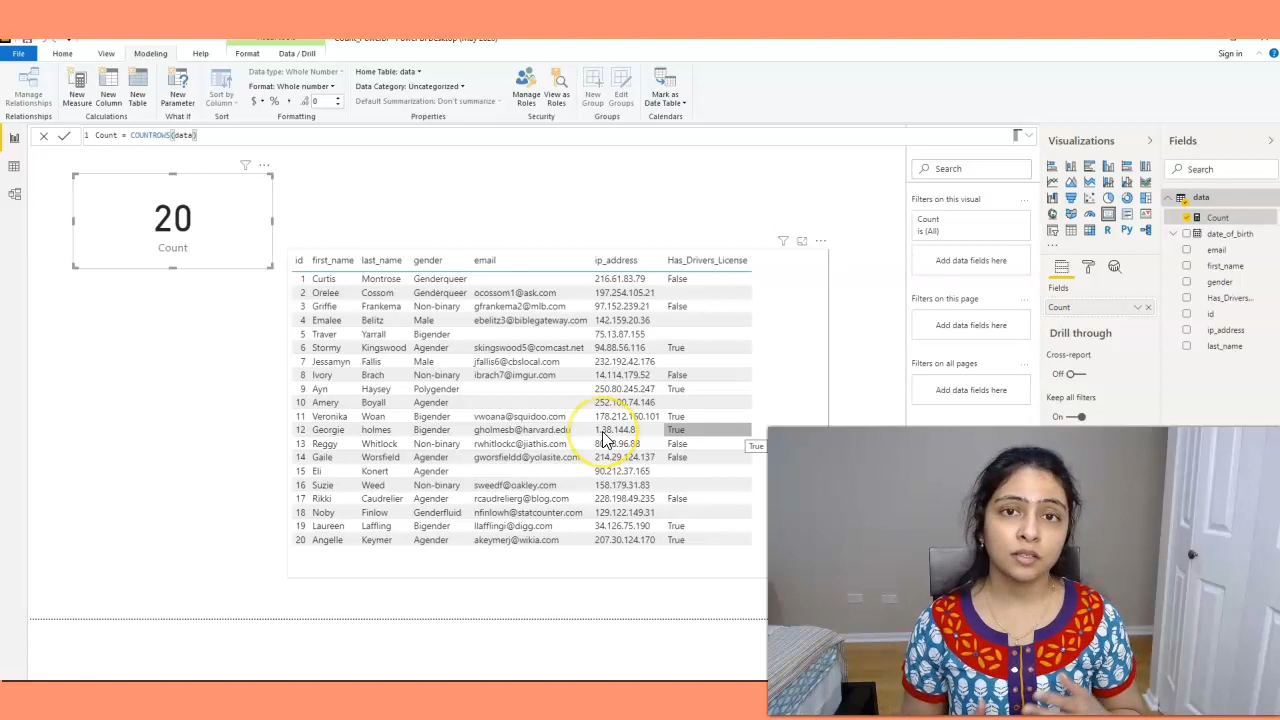 Sign in
File Home View Modeling Help Format Data / Drill
Manage Relationships
New Measure
New Column
New Table
New Parameter
Sort by Column
Data type: Whole Number
Format: Whole number
$ % , 0
Home Table: data
Data Category: Uncategorized
Default Summarization: Don't summarize
Manage Roles
View as Roles
New Group
Edit Groups
Mark as Date Table
Relationships Calculations What If Sort Formatting Properties Security Groups Calendars
1 Count = COUNTROWS(data)
20
Count
id first_name last_name gender email ip_address Has_Drivers_License
1 Curtis Montrose Genderqueer 216.61.83.79 False
2 Orelee Cossom Genderqueer ocossom1@ask.com 197.254.105.21
3 Griffie Frankema Non-binary gfrankema2@mlb.com 97.152.239.21 False
4 Emalee Belitz Male ebelitz3@biblegateway.com 142.159.20.36
5 Traver Yarrall Bigender 75.13.87.155
6 Stormy Kingswood Agender skingswood5@comcast.net 94.88.56.116 True
7 Jessamyn Fallis Male jfallis6@cbslocal.com 232.192.42.176
8 Ivory Brach Non-binary ibrach7@imgur.com 14.114.179.52 False
9 Ayn Haysey Polygender 250.80.245.247 True
10 Amery Boyall Agender 252.100.74.146
11 Veronika Woan Bigender vwoana@squidoo.com 178.212.160.101 True
12 Georgie holmes Bigender gholmesb@harvard.edu True
13 Reggy Whitlock Non-binary rwhitlockc@jiathis.com False
14 Gaile Worsfield Agender gworsfieldd@yolasite.com 214.29.124.137 False
15 Eli Konert Agender 90.212.37.165
16 Suzie Weed Non-binary sweedf@oakley.com 158.179.31.83
17 Rikki Caudrelier Agender rcaudrelierg@blog.com 228.198.49.235 False
18 Noby Finlow Genderfluid nfinlowh@statcounter.com 129.122.149.31
19 Laureen Laffling Bigender llafflingi@digg.com 34.126.75.190 True
20 Angelle Keymer Agender akeymerj@wikia.com 207.30.124.170 True
True
Search
Filters on this visual ...
Count
is (All)
Add data fields here
Filters on this page ...
Add data fields here
Filters on all pages ...
Add data fields here
Visualizations
R Py
...
Fields
Count
Drill through
Cross-report
Off
Keep all filters
On
Fields
Search
data
Count
date_of_birth
email
first_name
gender
Has_Drivers...
id
ip_address
last_name